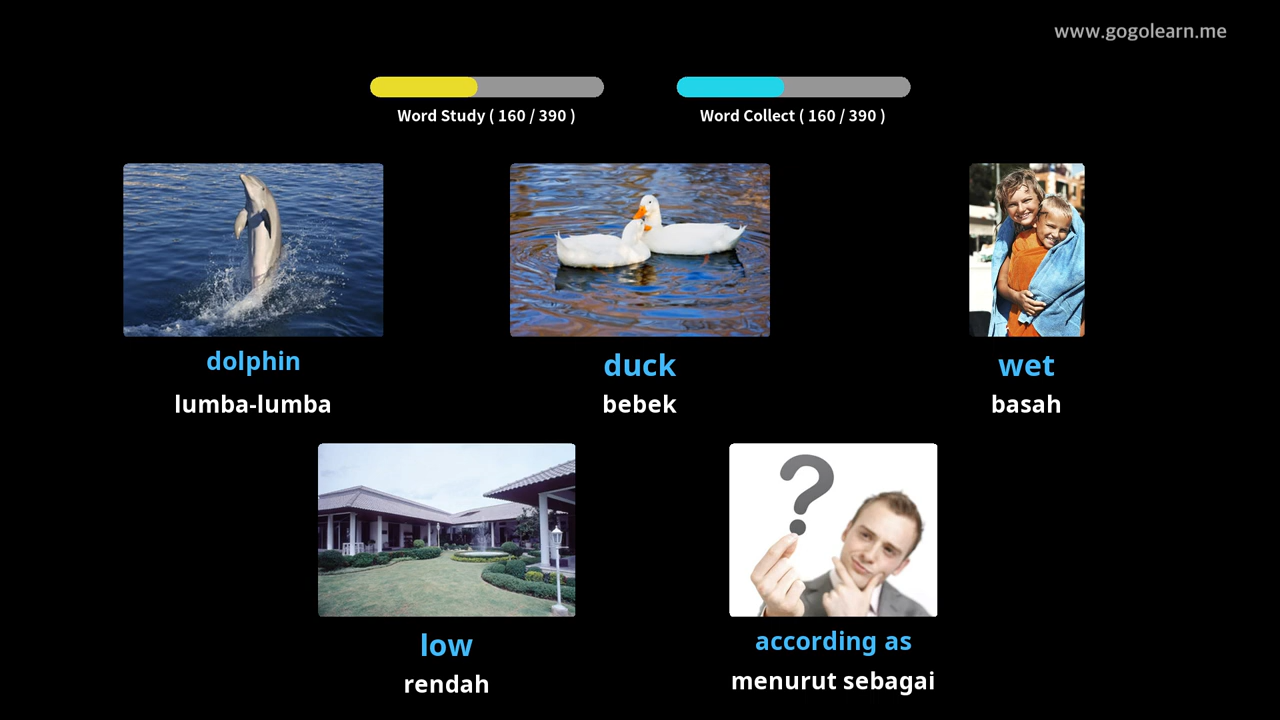 www.gogolearn.me
Word Study ( 160 / 390 )
Word Collect ( 160 / 390 )
dolphin
lumba-lumba
duck
bebek
wet
basah
low
rendah
according as
menurut sebagai